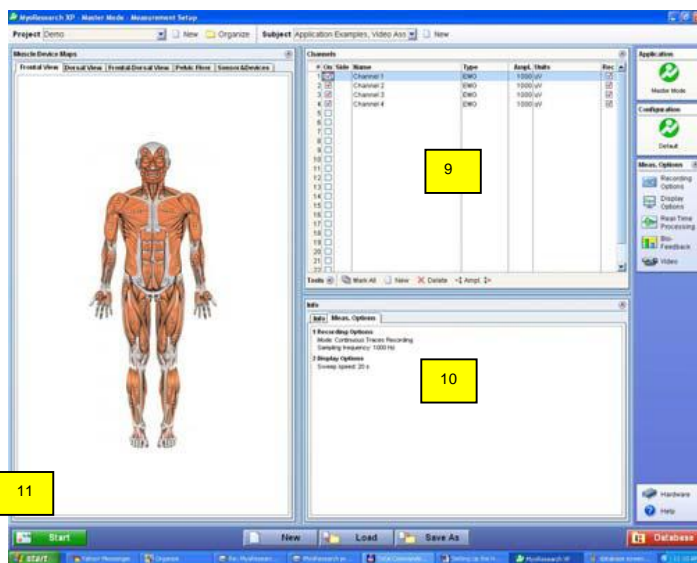 MyoResearch XP - Master Mode - Measurement Setup
Project Demo New Organize Subject Application Examples, Video Ass New
Muscle Device Maps
Frontal View Dorsal View Frontal/Dorsal View Pelvic Floor Sensor&Devices
Channels
# On Side Name Type Ampl. Units Rec
1 Channel 1 EMG 1000 uV
2 Channel 2 EMG 1000 uV
3 Channel 3 EMG 1000 uV
4 Channel 4 EMG 1000 uV
5
6
7
8
9
10
11
12
13
14
15
16
17
18
19
20
21
22
9
Tools Mark All New Delete Ampl.
Info
Info Meas. Options
1 Recording Options
Mode: Continuous Traces Recording
Sampling frequency: 1000 Hz
2 Display Options
Sweep speed: 20 s
10
11
Application
Master Mode
Configuration
Default
Meas. Options
Recording
Options
Display
Options
Real Time
Processing
Bio-
Feedback
Video
Hardware
Help
Start New Load Save As Database
start Yahoo! Messenger Organize MyoResearch XP